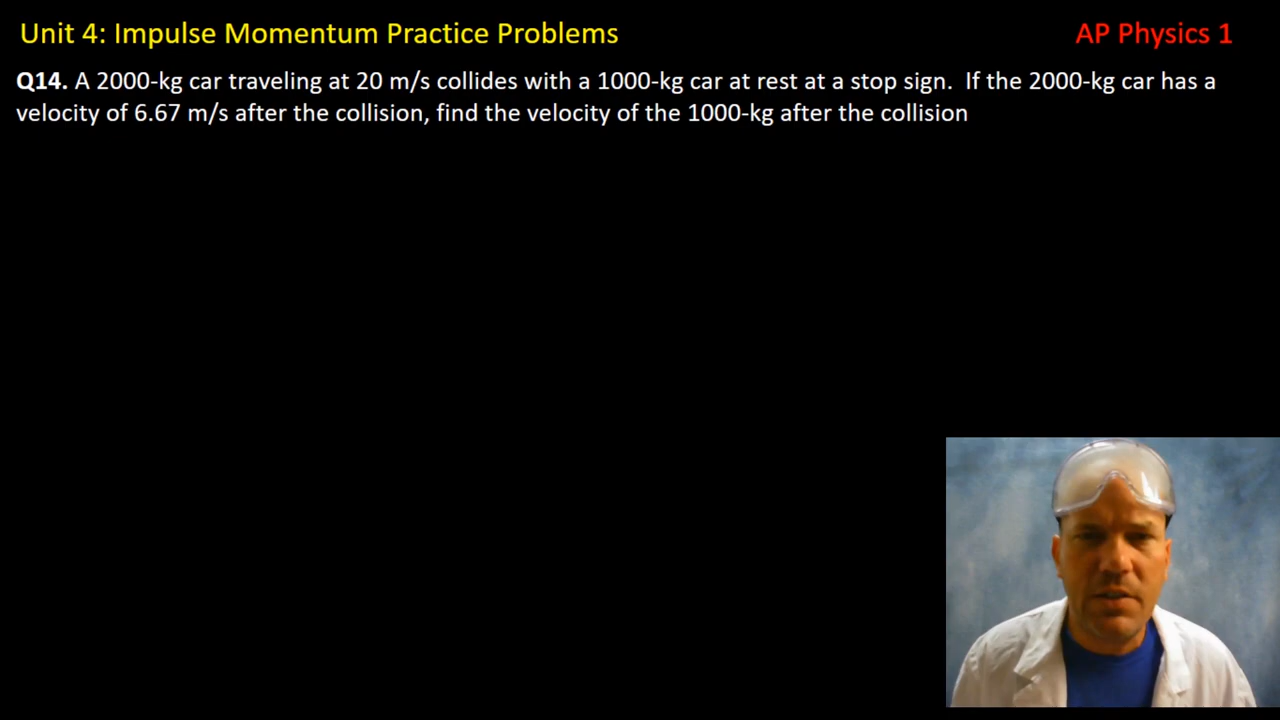 Unit 4: Impulse Momentum Practice Problems
AP Physics 1
Q14. A 2000-kg car traveling at 20 m/s collides with a 1000-kg car at rest at a stop sign.  If the 2000-kg car has a
velocity of 6.67 m/s after the collision, find the velocity of the 1000-kg after the collision